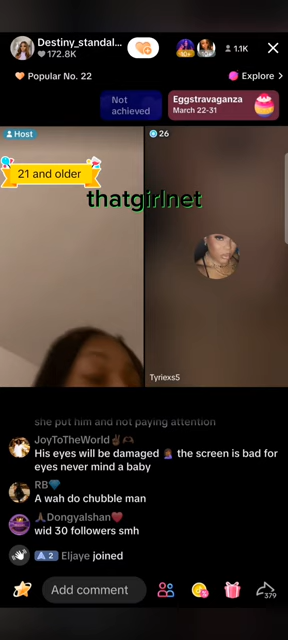 Destiny_standal...
172.8K
10+
10+
1.1K
Popular No. 22
Explore >
Not
achieved
Eggstravaganza
March 22-31
Host
26
21 and older
thatgirlnet
Tyriexs5
she put him and not paying attention
JoyToTheWorld✌🏾🎮
His eyes will be damaged 🤦🏾‍♀️ the screen is bad for
eyes never mind a baby
RB💎
A wah do chubble man
🙏🏾Dongyalshan❤️
wid 30 followers smh
2 Eljaye joined
Add comment
379